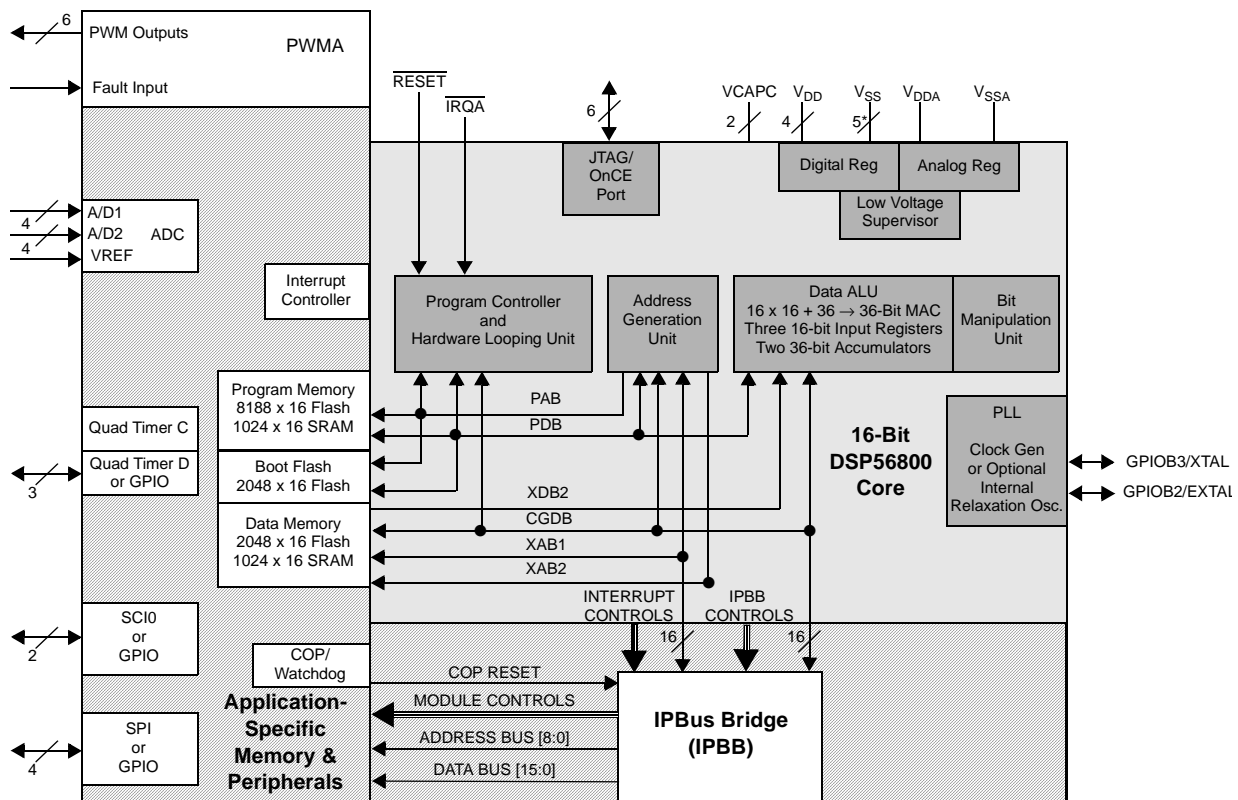 6
PWM Outputs
PWMA
Fault Input
RESET
IRQA
6
VCAPC
2
VDD
4
VSS
5*
VDDA
VSSA
JTAG/
OnCE
Port
Digital Reg
Analog Reg
Low Voltage
Supervisor
A/D1
4
A/D2
4
VREF
ADC
Interrupt
Controller
Program Controller
and
Hardware Looping Unit
Address
Generation
Unit
Data ALU
16 x 16 + 36 → 36-Bit MAC
Three 16-bit Input Registers
Two 36-bit Accumulators
Bit
Manipulation
Unit
Program Memory
8188 x 16 Flash
1024 x 16 SRAM
PAB
PDB
Boot Flash
2048 x 16 Flash
XDB2
CGDB
Data Memory
2048 x 16 Flash
1024 x 16 SRAM
XAB1
XAB2
Quad Timer C
Quad Timer D
or GPIO
3
16-Bit
DSP56800
Core
PLL
Clock Gen
or Optional
Internal
Relaxation Osc.
GPIOB3/XTAL
GPIOB2/EXTAL
INTERRUPT
CONTROLS
16
IPBB
CONTROLS
16
SCI0
or
GPIO
2
COP/
Watchdog
COP RESET
MODULE CONTROLS
ADDRESS BUS [8:0]
DATA BUS [15:0]
IPBus Bridge
(IPBB)
Application-
Specific
Memory &
Peripherals
SPI
or
GPIO
4